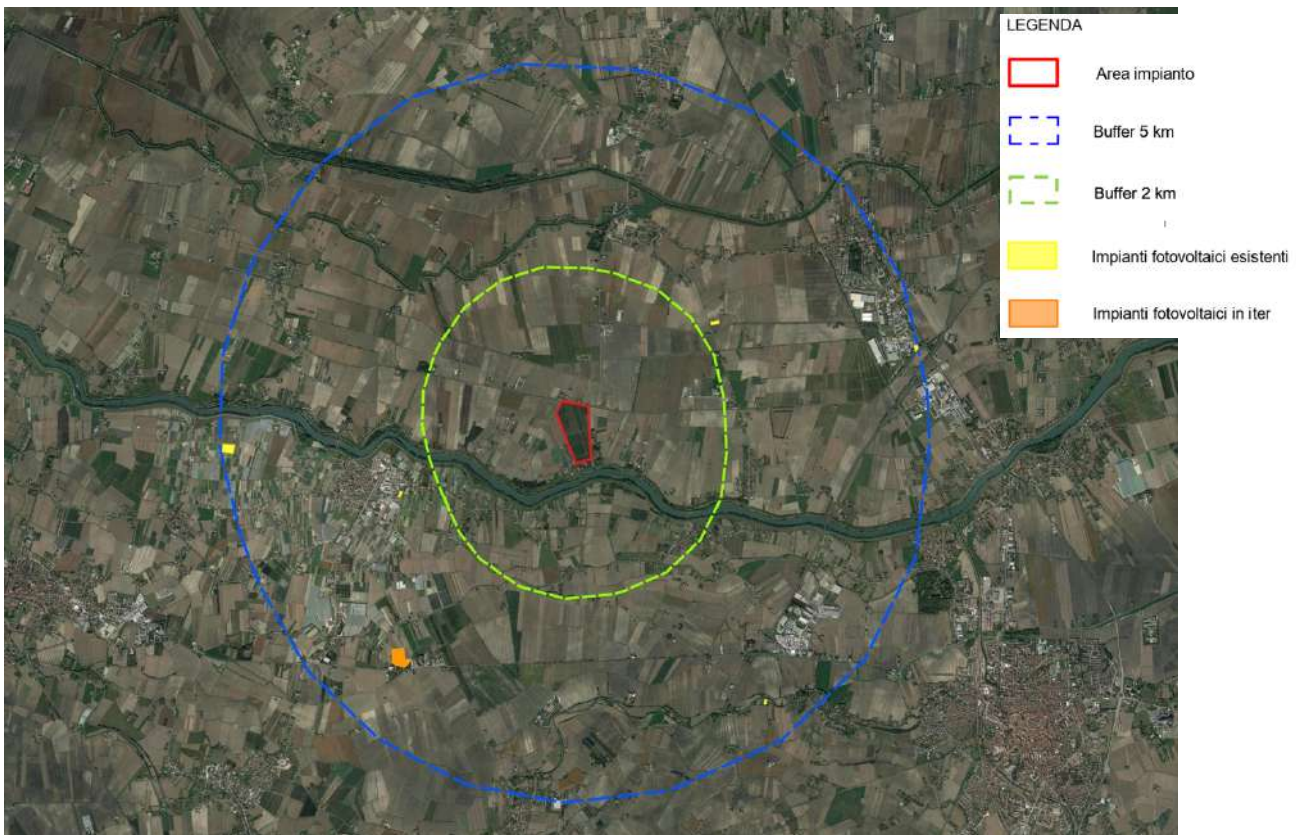 LEGENDA
Area impianto
Buffer 5 km
Buffer 2 km
Impianti fotovoltaici esistenti
Impianti fotovoltaici in iter